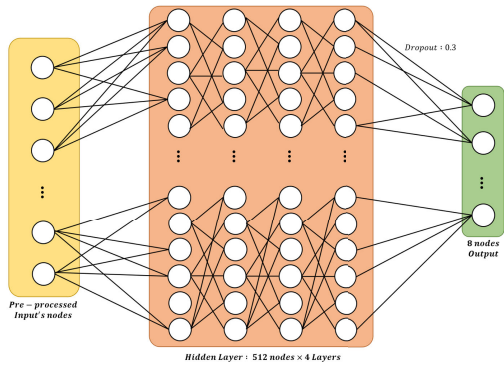 Dropout : 0.3
8 nodes
Output
Pre − processed
Input's nodes
Hidden Layer : 512 nodes × 4 Layers